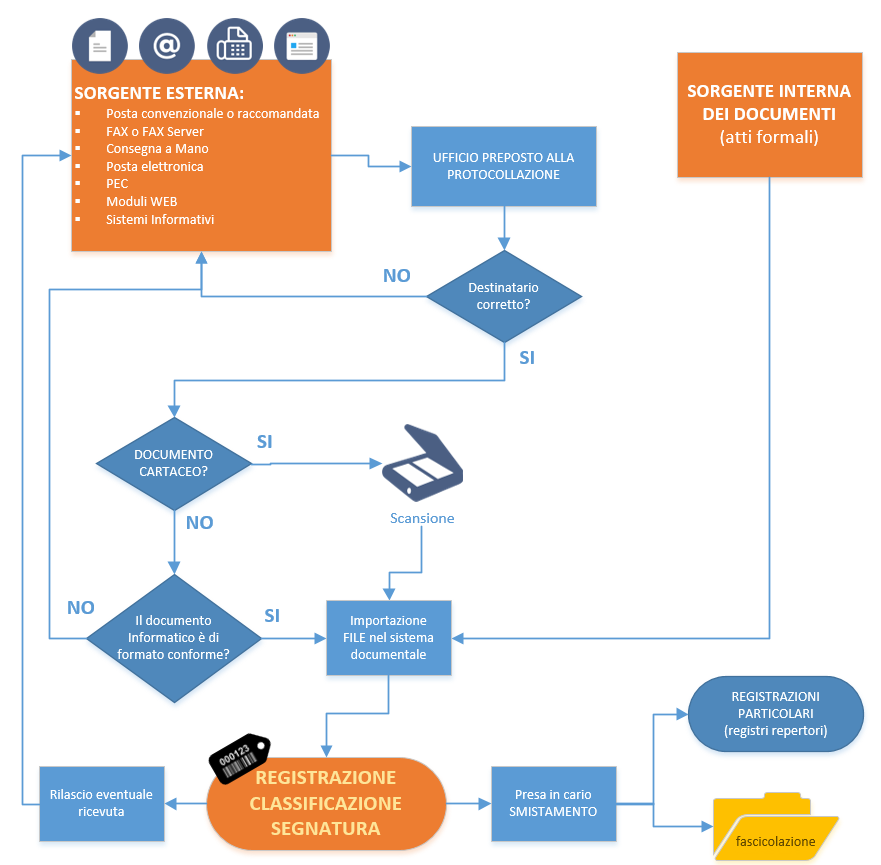 @
SORGENTE ESTERNA:
▪ Posta convenzionale o raccomandata
▪ FAX o FAX Server
▪ Consegna a Mano
▪ Posta elettronica
▪ PEC
▪ Moduli WEB
▪ Sistemi Informativi
UFFICIO PREPOSTO ALLA
PROTOCOLLAZIONE
SORGENTE INTERNA
DEI DOCUMENTI
(atti formali)
NO
Destinatario
corretto?
SI
DOCUMENTO
CARTACEO?
SI
Scansione
NO
NO
Il documento
Informatico è di
formato conforme?
SI
Importazione
FILE nel sistema
documentale
REGISTRAZIONI
PARTICOLARI
(registri repertori)
000123
REGISTRAZIONE
CLASSIFICAZIONE
SEGNATURA
Rilascio eventuale
ricevuta
Presa in cario
SMISTAMENTO
fascicolazione